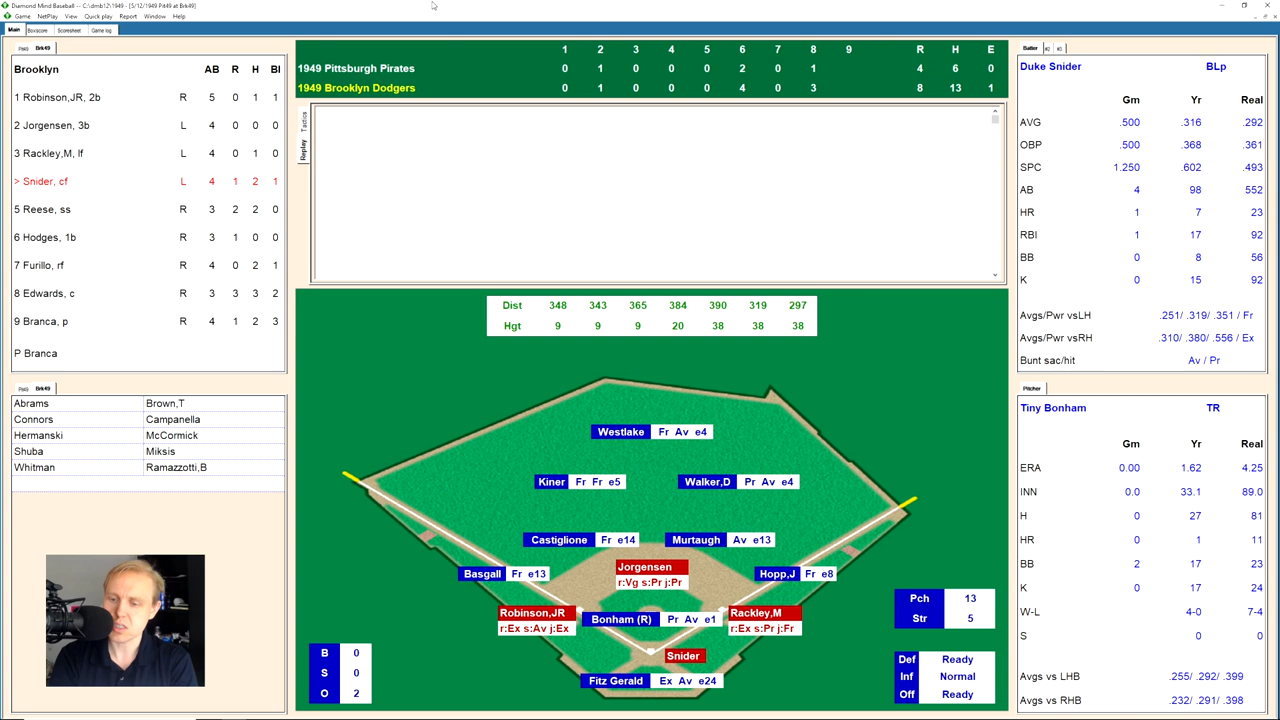 Diamond Mind Baseball -- C:\dmb12\1949 - [5/12/1949 Pit49 at Brk49]
Game NetPlay View Quick play Report Window Help
Main Boxscore Scoresheet Game log
Brk49
Brooklyn AB R H BI
1 Robinson,JR, 2b R 5 0 1 1
2 Jorgensen, 3b L 4 0 0 0
3 Rackley,M, lf L 4 0 1 0
> Snider, cf L 4 1 2 1
5 Reese, ss R 3 2 2 0
6 Hodges, 1b R 3 1 0 0
7 Furillo, rf R 4 0 2 1
8 Edwards, c R 3 3 3 2
9 Branca, p R 4 1 2 3
P Branca
Brk49
Abrams Brown,T
Connors Campanella
Hermanski McCormick
Shuba Miksis
Whitman Ramazzotti,B
1 2 3 4 5 6 7 8 9 R H E
1949 Pittsburgh Pirates 0 1 0 0 0 2 0 1 4 6 0
1949 Brooklyn Dodgers 0 1 0 0 0 4 0 3 8 13 1
Tactics
Replay
Dist 348 343 365 384 390 319 297
Hgt 9 9 9 20 38 38 38
Westlake Fr Av e4
Kiner Fr Fr e5
Walker,D Pr Av e4
Castiglione Fr e14
Murtaugh Av e13
Jorgensen
r:Vg s:Pr j:Pr
Basgall Fr e13
Hopp,J Fr e8
Robinson,JR
r:Ex s:Av j:Ex
Bonham (R) Pr Av e1
Rackley,M
r:Ex s:Pr j:Fr
Snider
Fitz Gerald Ex Av e24
B 0
S 0
O 2
Pch 13
Str 5
Def Ready
Inf Normal
Off Ready
Batter
Duke Snider BLp
Gm Yr Real
AVG .500 .316 .292
OBP .500 .368 .361
SPC 1.250 .602 .493
AB 4 98 552
HR 1 7 23
RBI 1 17 92
BB 0 8 56
K 0 15 92
Avgs/Pwr vsLH .251/ .319/ .351 / Fr
Avgs/Pwr vsRH .310/ .380/ .556 / Ex
Bunt sac/hit Av / Pr
Pitcher
Tiny Bonham TR
Gm Yr Real
ERA 0.00 1.62 4.25
INN 0.0 33.1 89.0
H 0 27 81
HR 0 1 11
BB 2 17 23
K 0 17 24
W-L 4-0 7-4
S 0 0
Avgs vs LHB .255/ .292/ .399
Avgs vs RHB .232/ .291/ .398